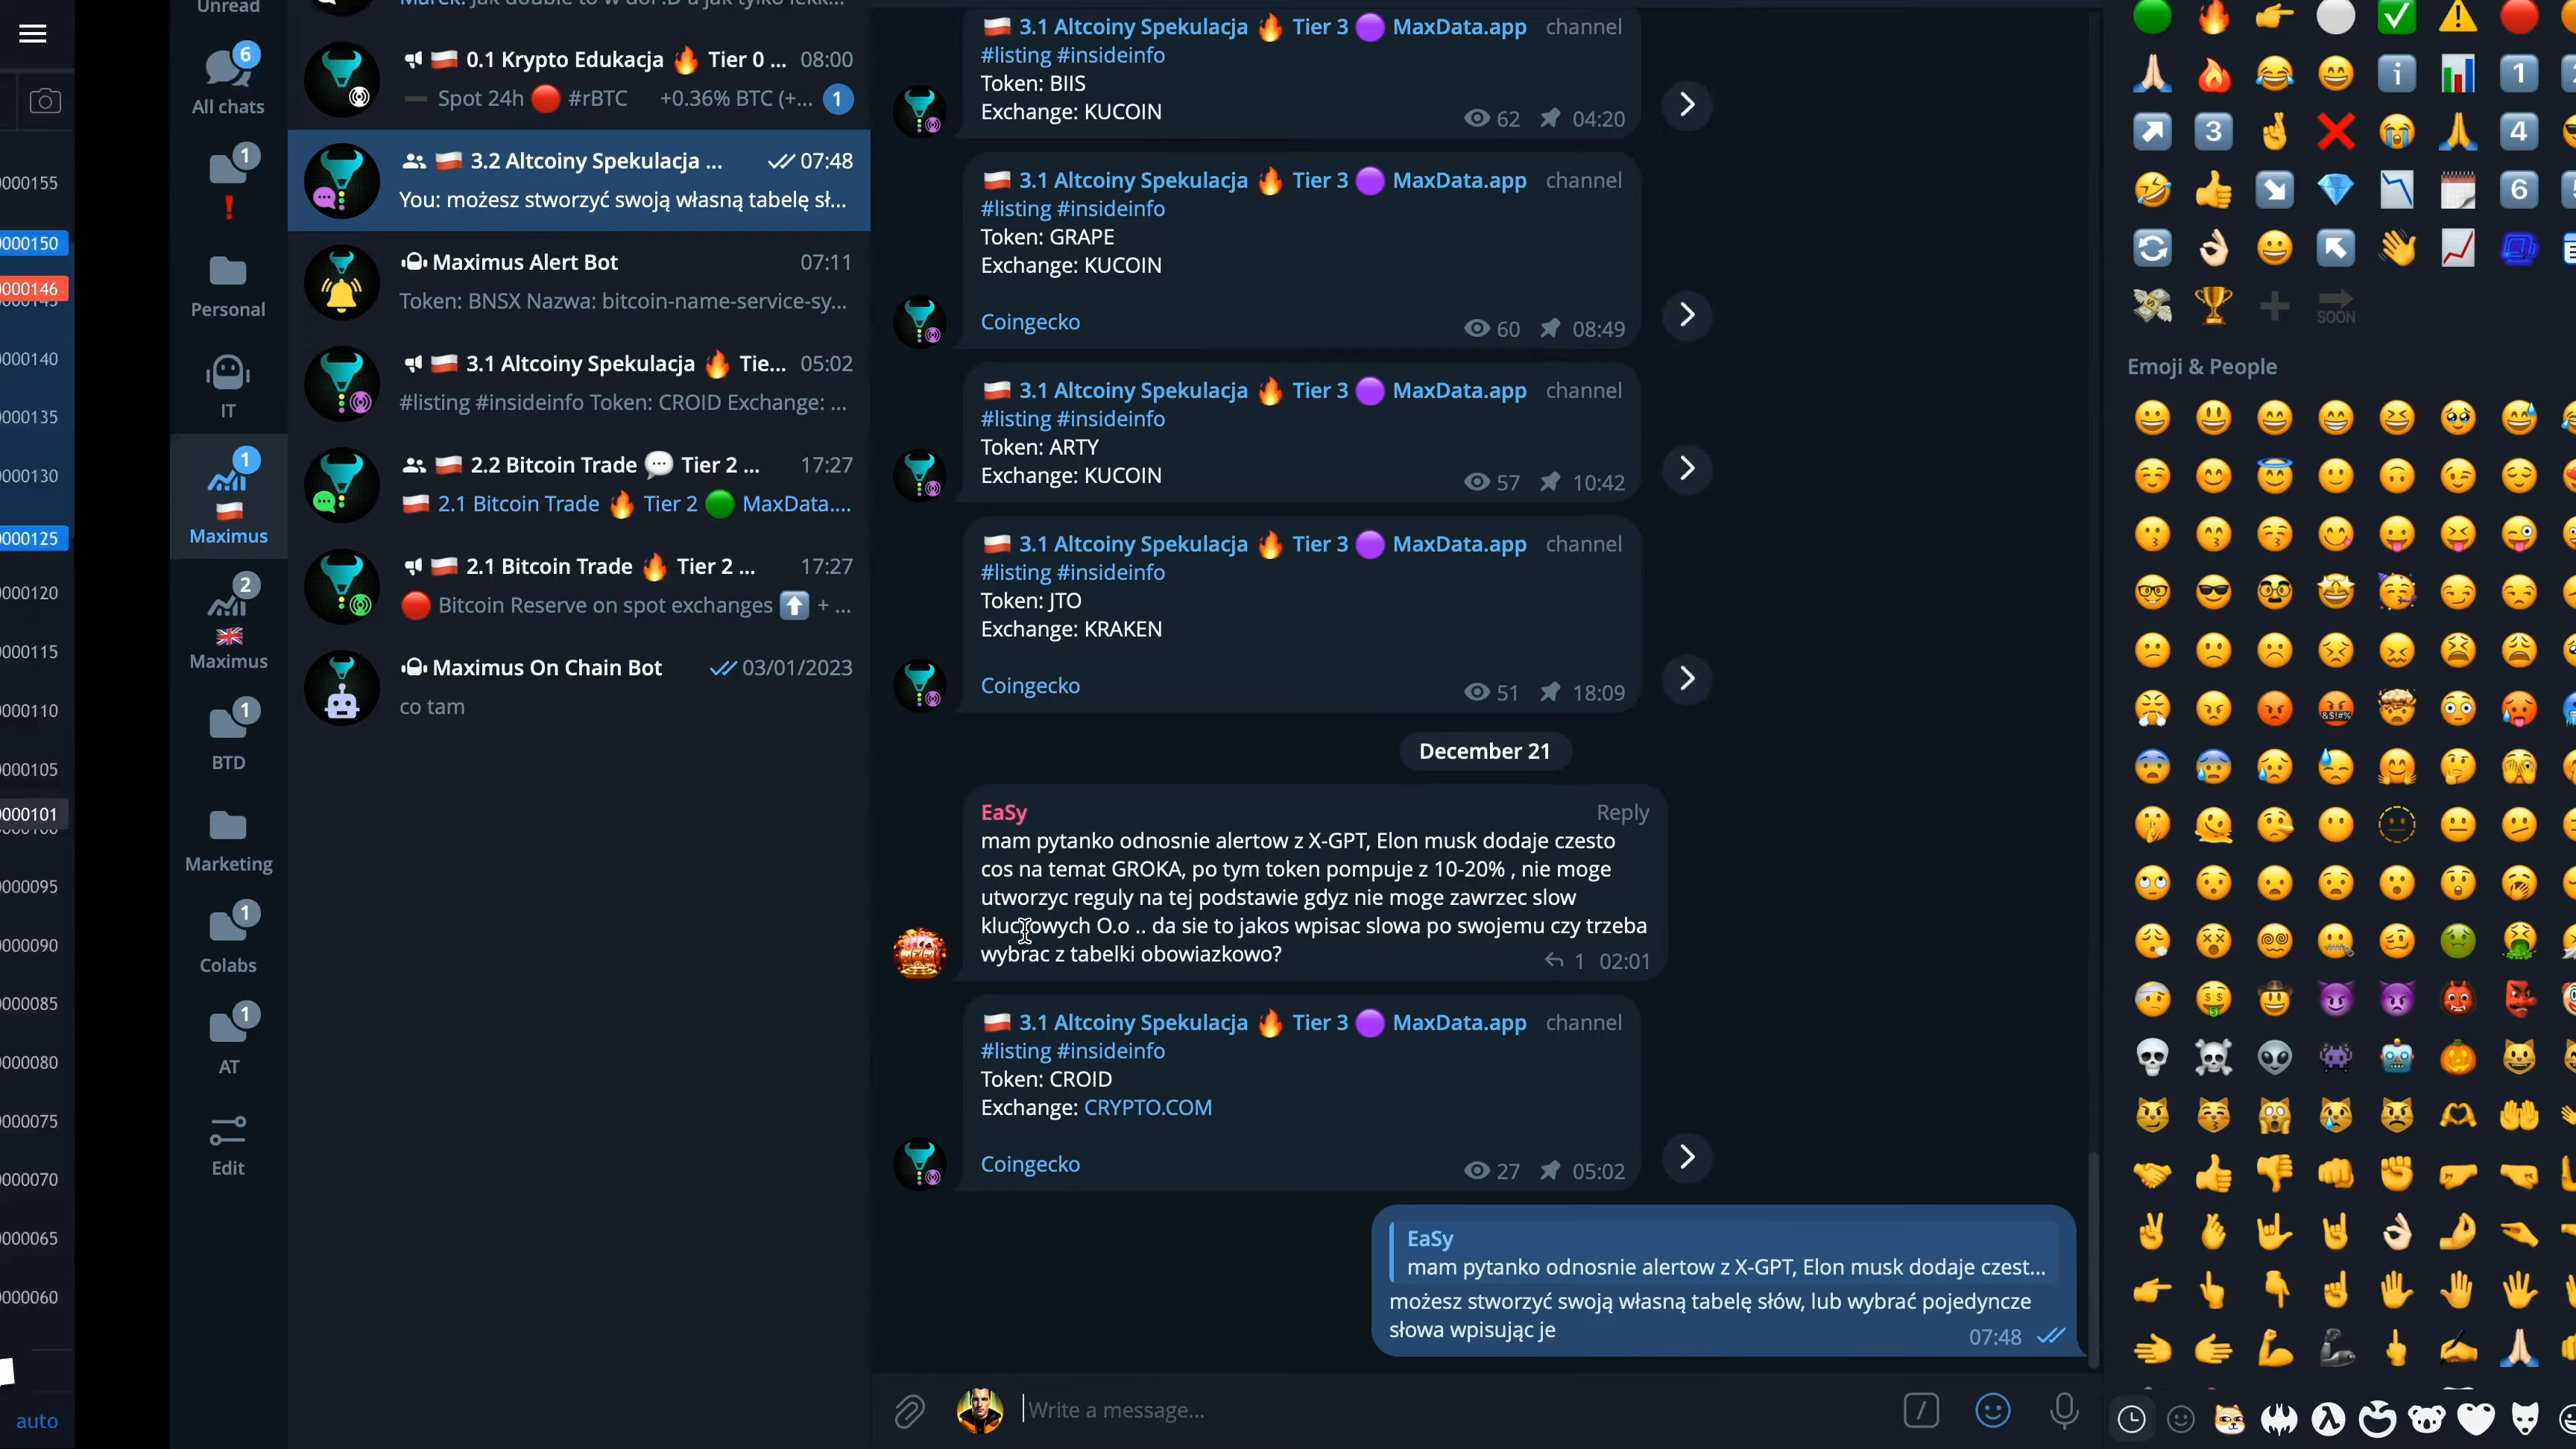 000155
000150
000146
000140
000135
000130
000125
000120
000115
000110
000105
000101
000095
000090
000085
000080
000075
000070
000065
000060
auto
Unread
6
All chats
1
Personal
IT
1
Maximus
2
Maximus
1
BTD
Marketing
1
Colabs
1
AT
Edit
0.1 Krypto Edukacja 🔥 Tier 0 ... 08:00
Spot 24h 🔴 #rBTC +0.36% BTC (+... 1
3.2 Altcoiny Spekulacja ... 07:48
You: możesz stworzyć swoją własną tabelę sł...
Maximus Alert Bot 07:11
Token: BNSX Nazwa: bitcoin-name-service-sy...
3.1 Altcoiny Spekulacja 🔥 Tie... 05:02
#listing #insideinfo Token: CROID Exchange: ...
2.2 Bitcoin Trade 💬 Tier 2 ... 17:27
2.1 Bitcoin Trade 🔥 Tier 2 🟢 MaxData....
2.1 Bitcoin Trade 🔥 Tier 2 ... 17:27
🔴 Bitcoin Reserve on spot exchanges ⬆️ + ...
Maximus On Chain Bot 03/01/2023
co tam
3.1 Altcoiny Spekulacja 🔥 Tier 3 🟣 MaxData.app channel
#listing #insideinfo
Token: BIIS
Exchange: KUCOIN
62 04:20
3.1 Altcoiny Spekulacja 🔥 Tier 3 🟣 MaxData.app channel
#listing #insideinfo
Token: GRAPE
Exchange: KUCOIN
Coingecko
60 08:49
3.1 Altcoiny Spekulacja 🔥 Tier 3 🟣 MaxData.app channel
#listing #insideinfo
Token: ARTY
Exchange: KUCOIN
57 10:42
3.1 Altcoiny Spekulacja 🔥 Tier 3 🟣 MaxData.app channel
#listing #insideinfo
Token: JTO
Exchange: KRAKEN
Coingecko
51 18:09
December 21
EaSy Reply
mam pytanko odnosnie alertow z X-GPT, Elon musk dodaje czesto
cos na temat GROKA, po tym token pompuje z 10-20% , nie moge
utworzyc reguly na tej podstawie gdyz nie moge zawrzec slow
kluczowych O.o .. da sie to jakos wpisac slowa po swojemu czy trzeba
wybrac z tabelki obowiazkowo?
1 02:01
3.1 Altcoiny Spekulacja 🔥 Tier 3 🟣 MaxData.app channel
#listing #insideinfo
Token: CROID
Exchange: CRYPTO.COM
Coingecko
27 05:02
EaSy
mam pytanko odnosnie alertow z X-GPT, Elon musk dodaje czest...
możesz stworzyć swoją własną tabelę słów, lub wybrać pojedyncze
słowa wpisując je
07:48
Write a message...
SOON
Emoji & People